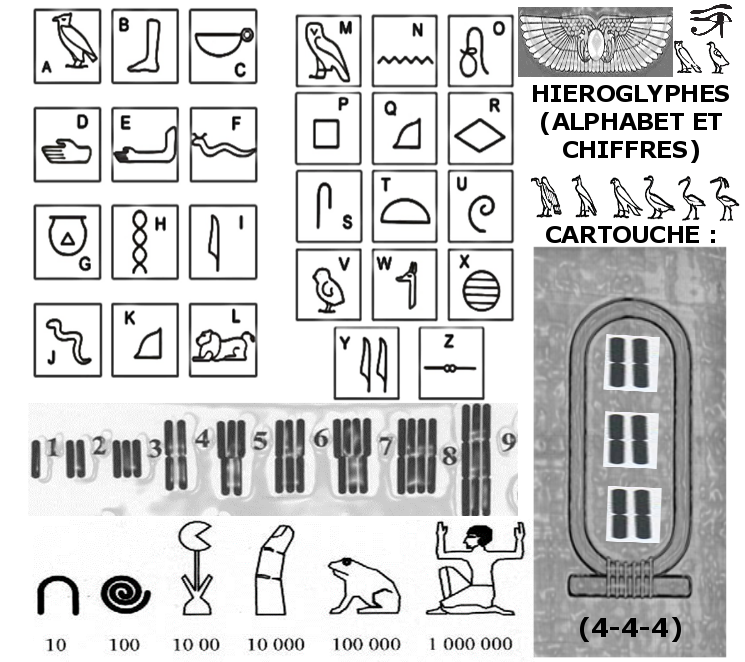 A B C
D E F
G H I
J K L
M N O
P Q R
S T U
V W X
Y Z
1 2 3 4 5 6 7 8 9
10 100 10 00 10 000 100 000 1 000 000
HIEROGLYPHES
(ALPHABET ET
CHIFFRES)
CARTOUCHE :
(4-4-4)